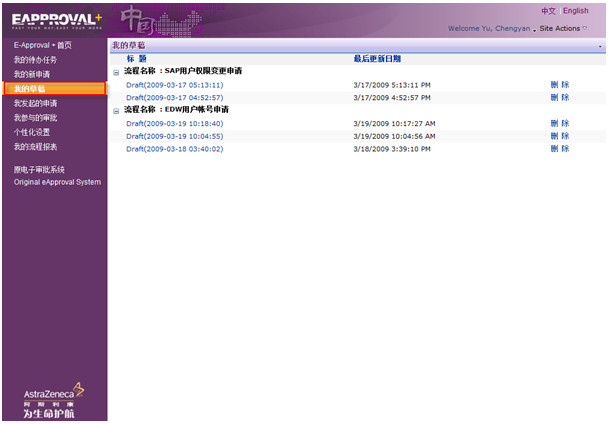 EAPPROVAL+
中国
中文 English
Welcome Yu, Chengyan Site Actions
E-Approval + 首页
我的待办任务
我的新申请
我的草稿
我发起的申请
我参与的审批
个性化设置
我的流程报表
原电子审批系统
Original eApproval System
我的草稿
标 题 最后更新日期
流程名称 : SAP用户权限变更申请
Draft(2009-03-17 05:13:11) 3/17/2009 5:13:11 PM 删 除
Draft(2009-03-17 04:52:57) 3/17/2009 4:52:57 PM 删 除
流程名称 : EDW用户帐号申请
Draft(2009-03-19 10:18:40) 3/19/2009 10:17:27 AM 删 除
Draft(2009-03-19 10:04:55) 3/19/2009 10:04:56 AM 删 除
Draft(2009-03-18 03:40:02) 3/18/2009 3:39:10 PM 删 除
AstraZeneca
阿斯利康
为生命护航